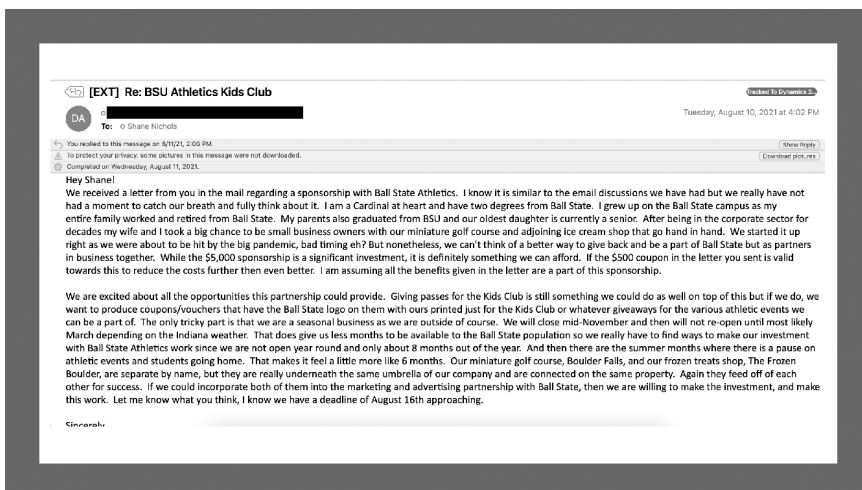 [EXT] Re: BSU Athletics Kids Club
Tracked To Dynamics 3...
DA
Tuesday, August 10, 2021 at 4:02 PM
To: Shane Nichols
You replied to this message on 8/11/21, 2:06 PM.
Show Reply
To protect your privacy, some pictures in this message were not downloaded.
Download pictures
Completed on Wednesday, August 11, 2021.
Hey Shane!
We received a letter from you in the mail regarding a sponsorship with Ball State Athletics. I know it is similar to the email discussions we have had but we really have not
had a moment to catch our breath and fully think about it. I am a Cardinal at heart and have two degrees from Ball State. I grew up on the Ball State campus as my
entire family worked and retired from Ball State. My parents also graduated from BSU and our oldest daughter is currently a senior. After being in the corporate sector for
decades my wife and I took a big chance to be small business owners with our miniature golf course and adjoining ice cream shop that go hand in hand. We started it up
right as we were about to be hit by the big pandemic, bad timing eh? But nonetheless, we can't think of a better way to give back and be a part of Ball State but as partners
in business together. While the $5,000 sponsorship is a significant investment, it is definitely something we can afford. If the $500 coupon in the letter you sent is valid
towards this to reduce the costs further then even better. I am assuming all the benefits given in the letter are a part of this sponsorship.
We are excited about all the opportunities this partnership could provide. Giving passes for the Kids Club is still something we could do as well on top of this but if we do, we
want to produce coupons/vouchers that have the Ball State logo on them with ours printed just for the Kids Club or whatever giveaways for the various athletic events we
can be a part of. The only tricky part is that we are a seasonal business as we are outside of course. We will close mid-November and then will not re-open until most likely
March depending on the Indiana weather. That does give us less months to be available to the Ball State population so we really have to find ways to make our investment
with Ball State Athletics work since we are not open year round and only about 8 months out of the year. And then there are the summer months where there is a pause on
athletic events and students going home. That makes it feel a little more like 6 months. Our miniature golf course, Boulder Falls, and our frozen treats shop, The Frozen
Boulder, are separate by name, but they are really underneath the same umbrella of our company and are connected on the same property. Again they feed off of each
other for success. If we could incorporate both of them into the marketing and advertising partnership with Ball State, then we are willing to make the investment, and make
this work. Let me know what you think, I know we have a deadline of August 16th approaching.
Sincerely